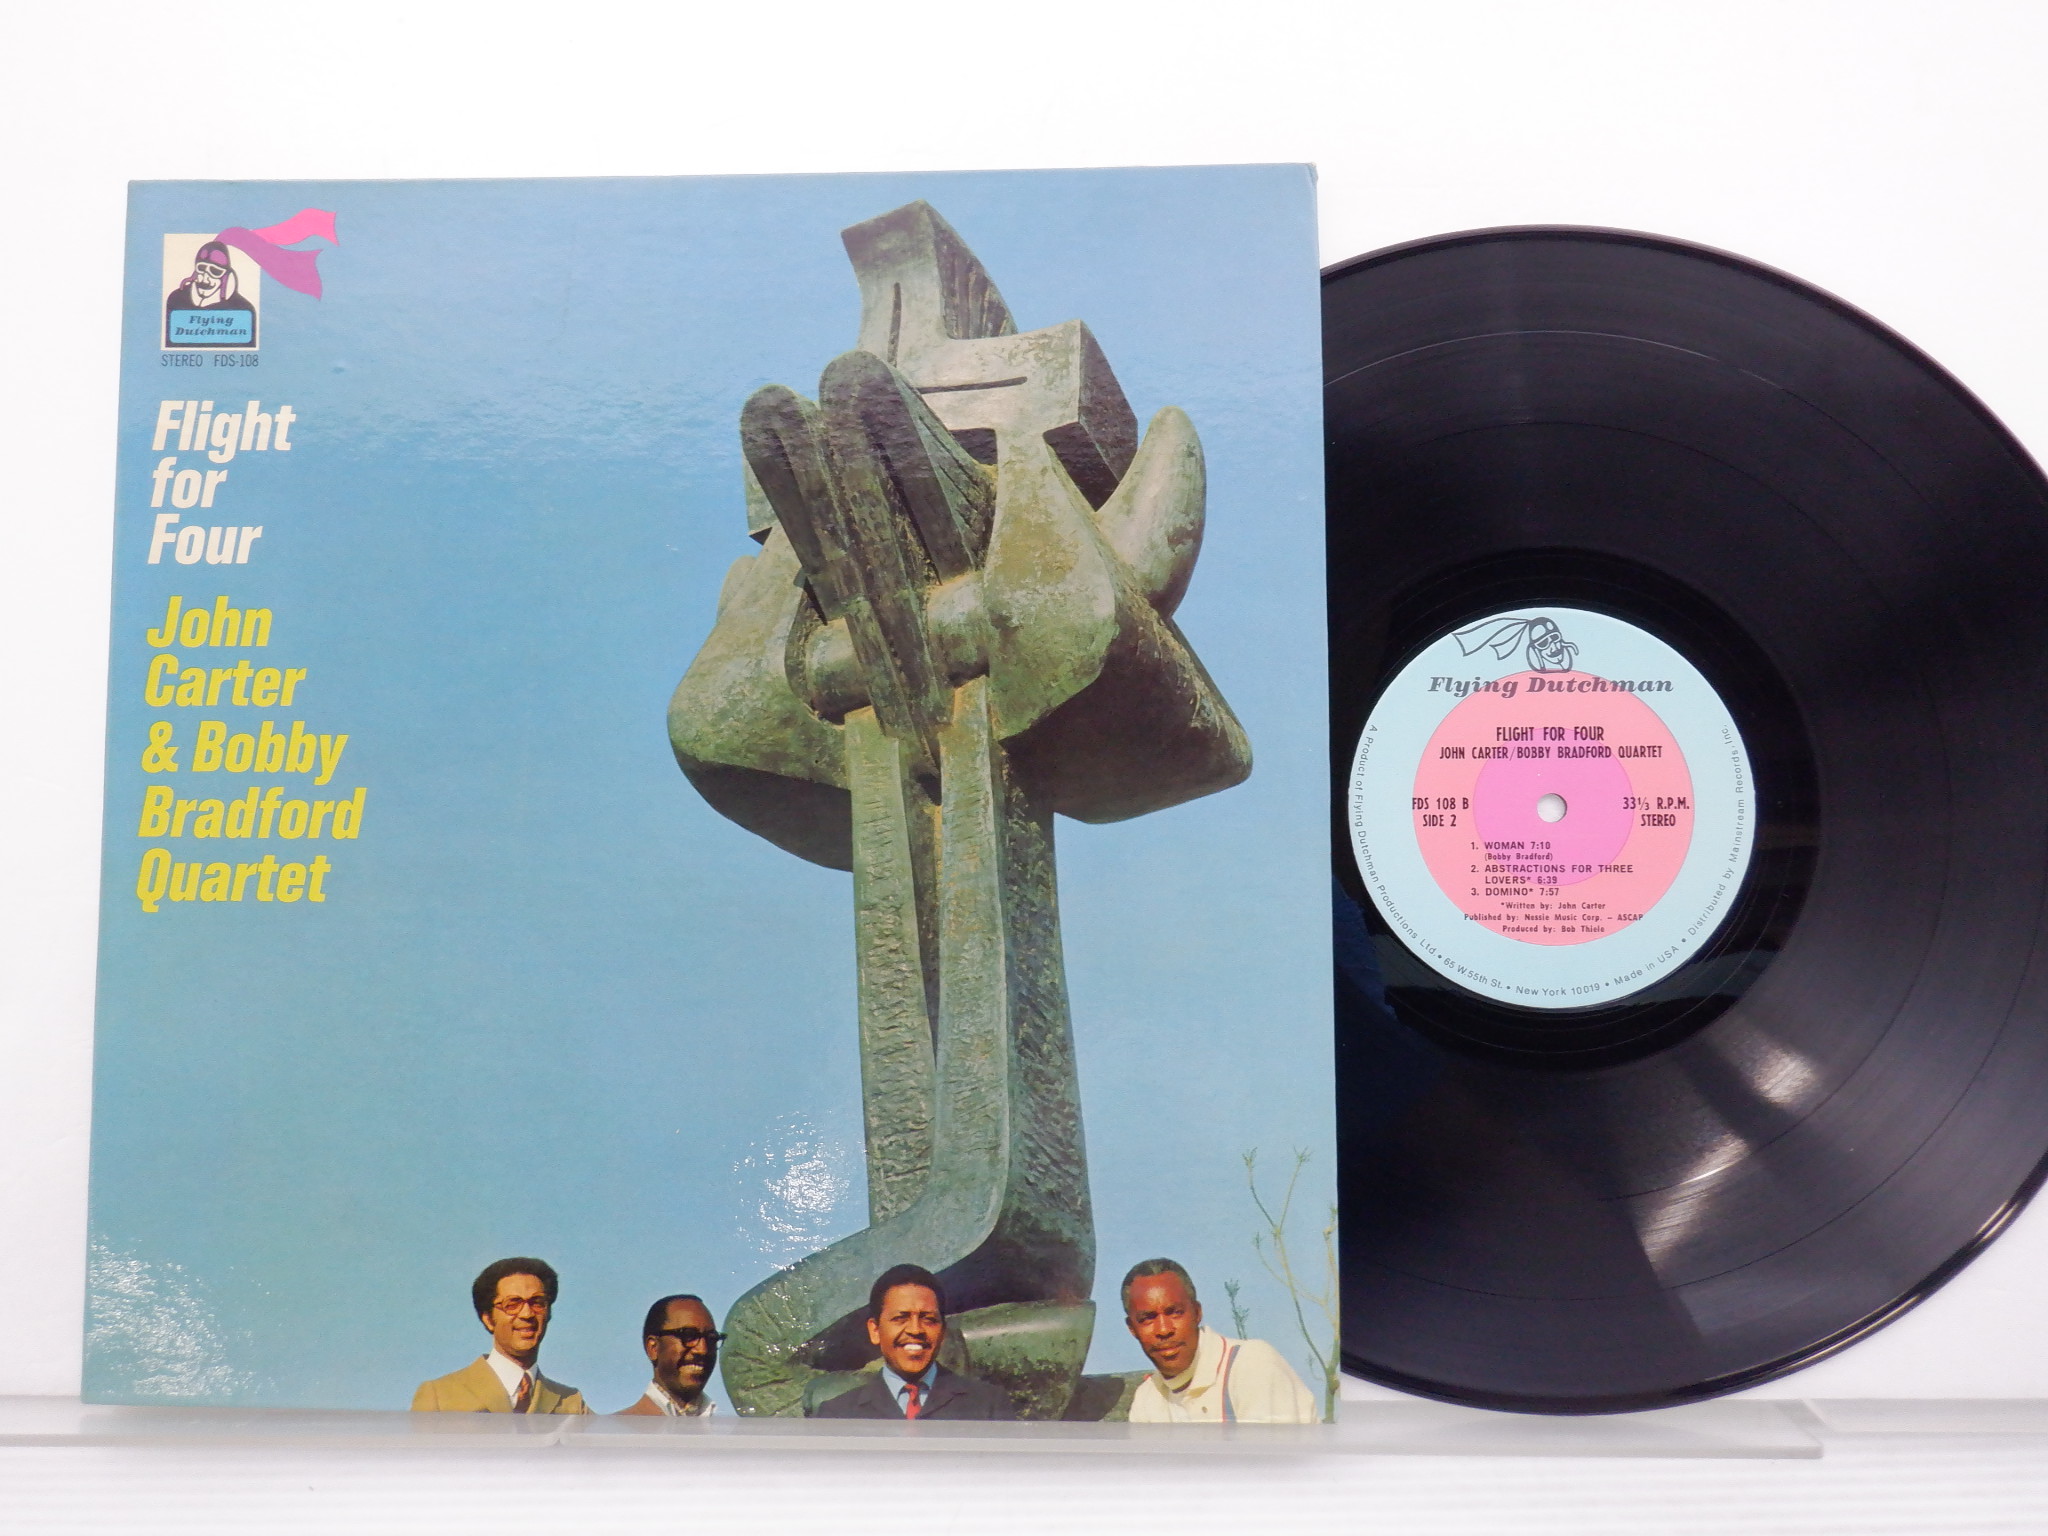 Flying
Dutchman
STEREO FDS-108
Flight
for
Four
John
Carter
& Bobby
Bradford
Quartet
Flying Dutchman
FLIGHT FOR FOUR
JOHN CARTER/BOBBY BRADFORD QUARTET
FDS 108 B
SIDE 2
33 1/3 R.P.M.
STEREO
1. WOMAN 7:10
(Bobby Bradford)
2. ABSTRACTIONS FOR THREE
LOVERS* 6:39
3. DOMINO* 7:57
*Written by: John Carter
Published by: Nessie Music Corp. – ASCAP
Produced by: Bob Thiele
A Product of Flying Dutchman Productions Ltd. • 65 W. 55th St. • New York 10019 • Made in USA • Distributed by Mainstream Records, Inc.